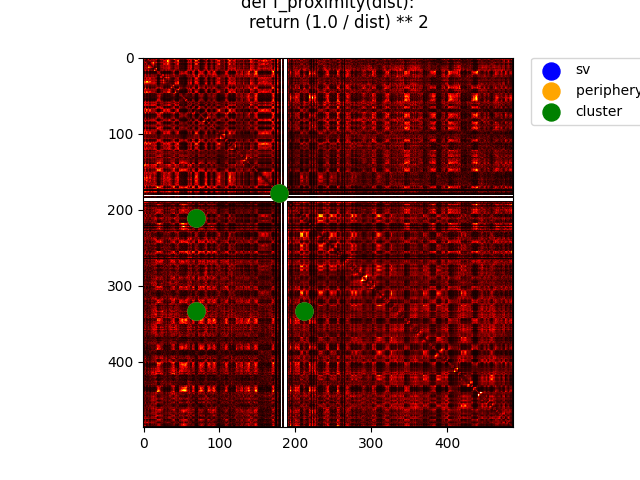 def f_proximity(dist):
return (1.0 / dist) ** 2
sv
periphery
cluster
0
100
200
300
400
0
100
200
300
400